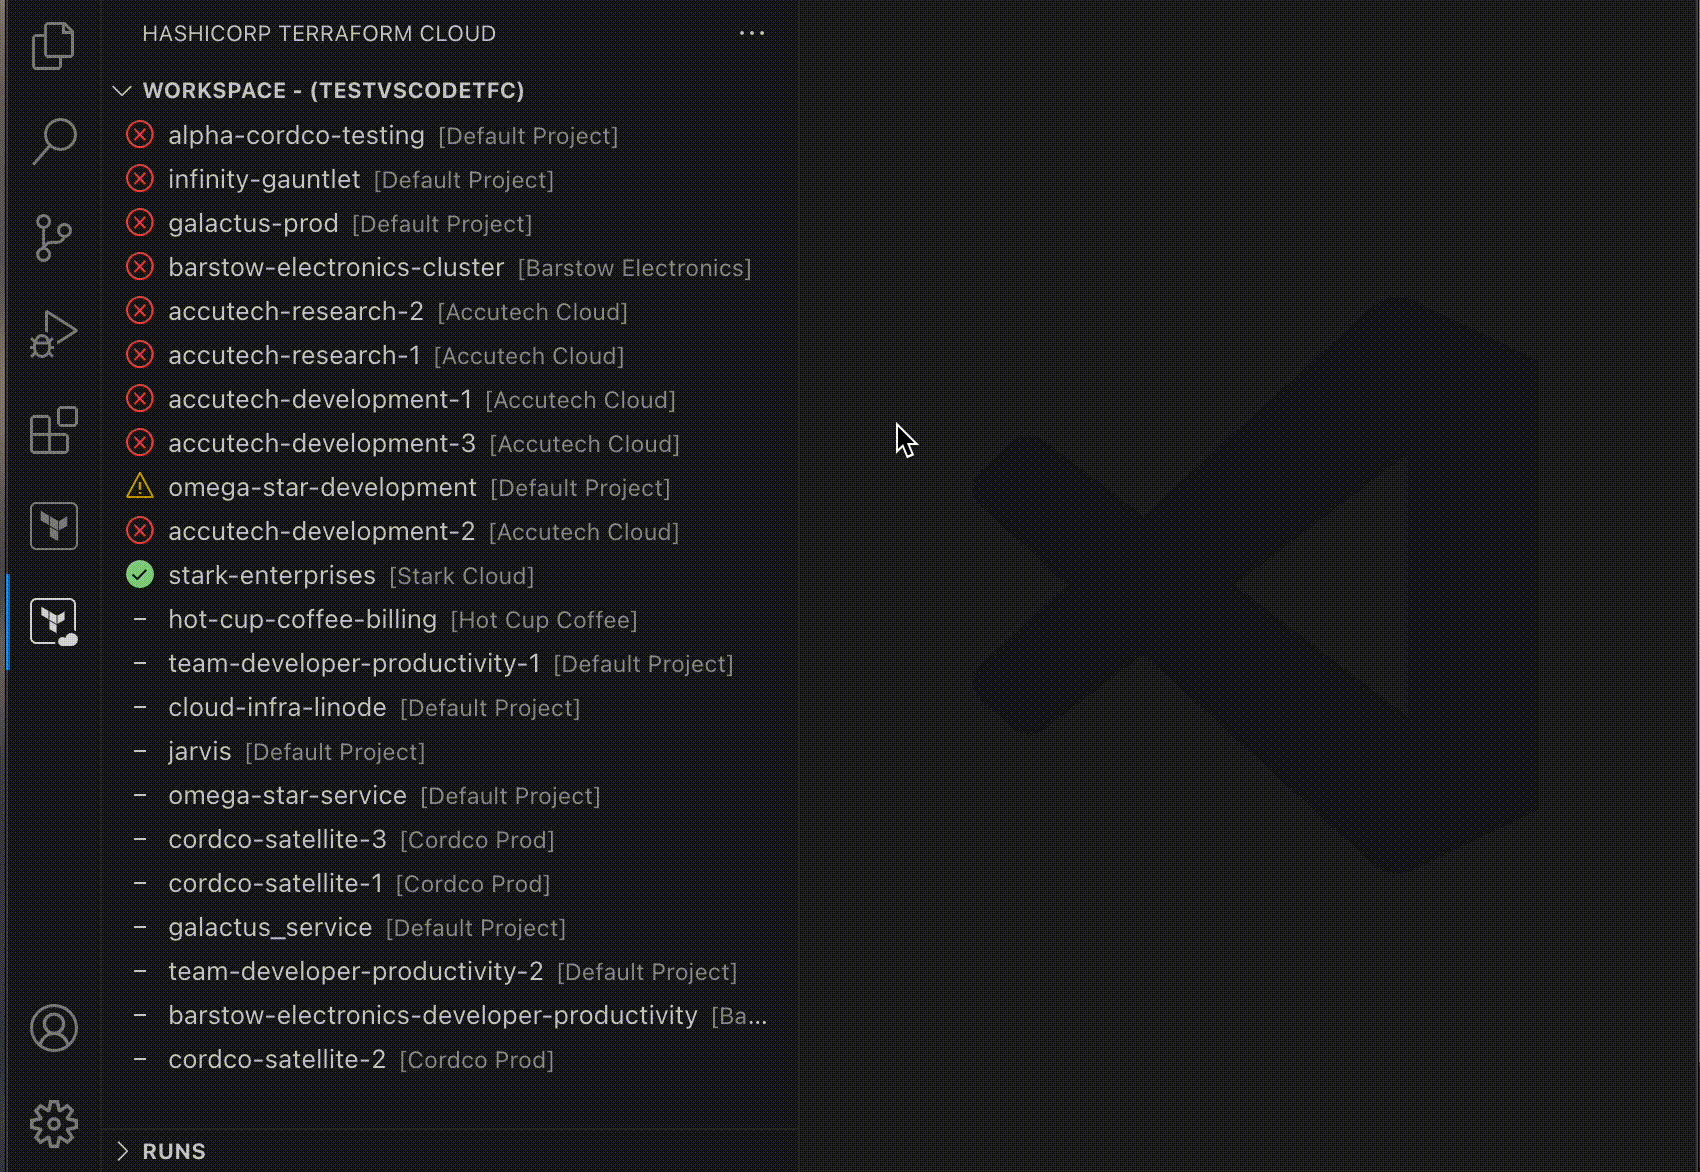 HASHICORP TERRAFORM CLOUD ...
WORKSPACE - (TESTVSCODETFC)
alpha-cordco-testing [Default Project]
infinity-gauntlet [Default Project]
galactus-prod [Default Project]
barstow-electronics-cluster [Barstow Electronics]
accutech-research-2 [Accutech Cloud]
accutech-research-1 [Accutech Cloud]
accutech-development-1 [Accutech Cloud]
accutech-development-3 [Accutech Cloud]
omega-star-development [Default Project]
accutech-development-2 [Accutech Cloud]
stark-enterprises [Stark Cloud]
hot-cup-coffee-billing [Hot Cup Coffee]
team-developer-productivity-1 [Default Project]
cloud-infra-linode [Default Project]
jarvis [Default Project]
omega-star-service [Default Project]
cordco-satellite-3 [Cordco Prod]
cordco-satellite-1 [Cordco Prod]
galactus_service [Default Project]
team-developer-productivity-2 [Default Project]
barstow-electronics-developer-productivity [Ba...
cordco-satellite-2 [Cordco Prod]
RUNS